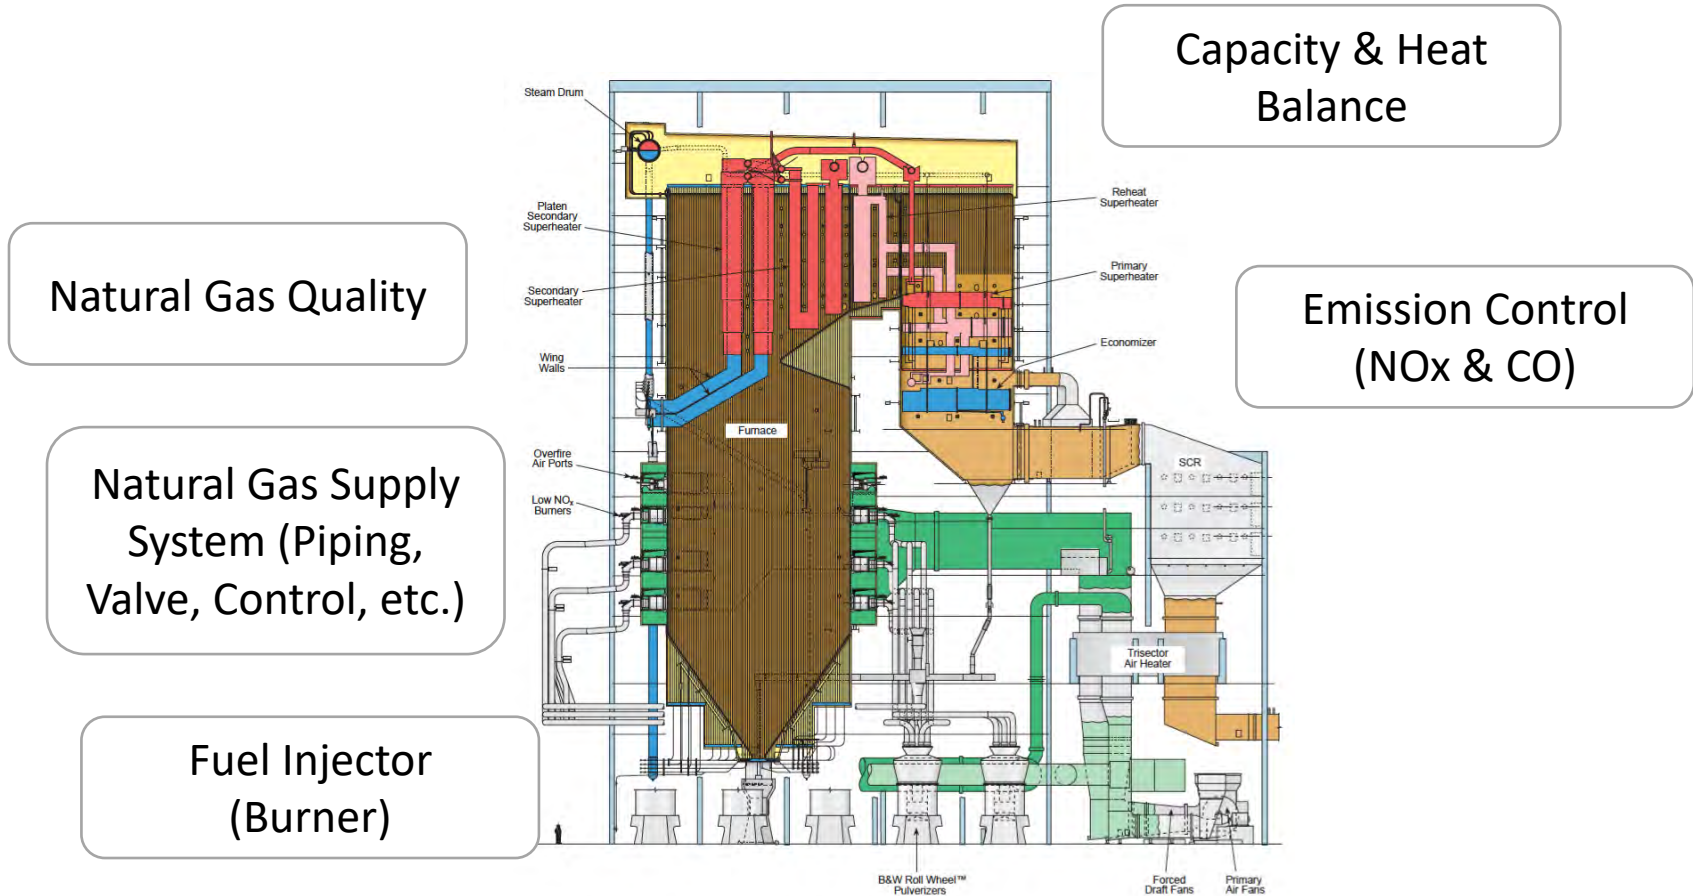 Capacity & Heat
Balance
Natural Gas Quality
Emission Control
(NOx & CO)
Natural Gas Supply
System (Piping,
Valve, Control, etc.)
Fuel Injector
(Burner)
Steam Drum
Platen
Secondary
Superheater
Secondary
Superheater
Wing
Walls
Overfire
Air Ports
Low NOx
Burners
Furnace
Reheat
Superheater
Primary
Superheater
Economizer
SCR
Trisector
Air Heater
B&W Roll Wheel™
Pulverizers
Forced
Draft Fans
Primary
Air Fans